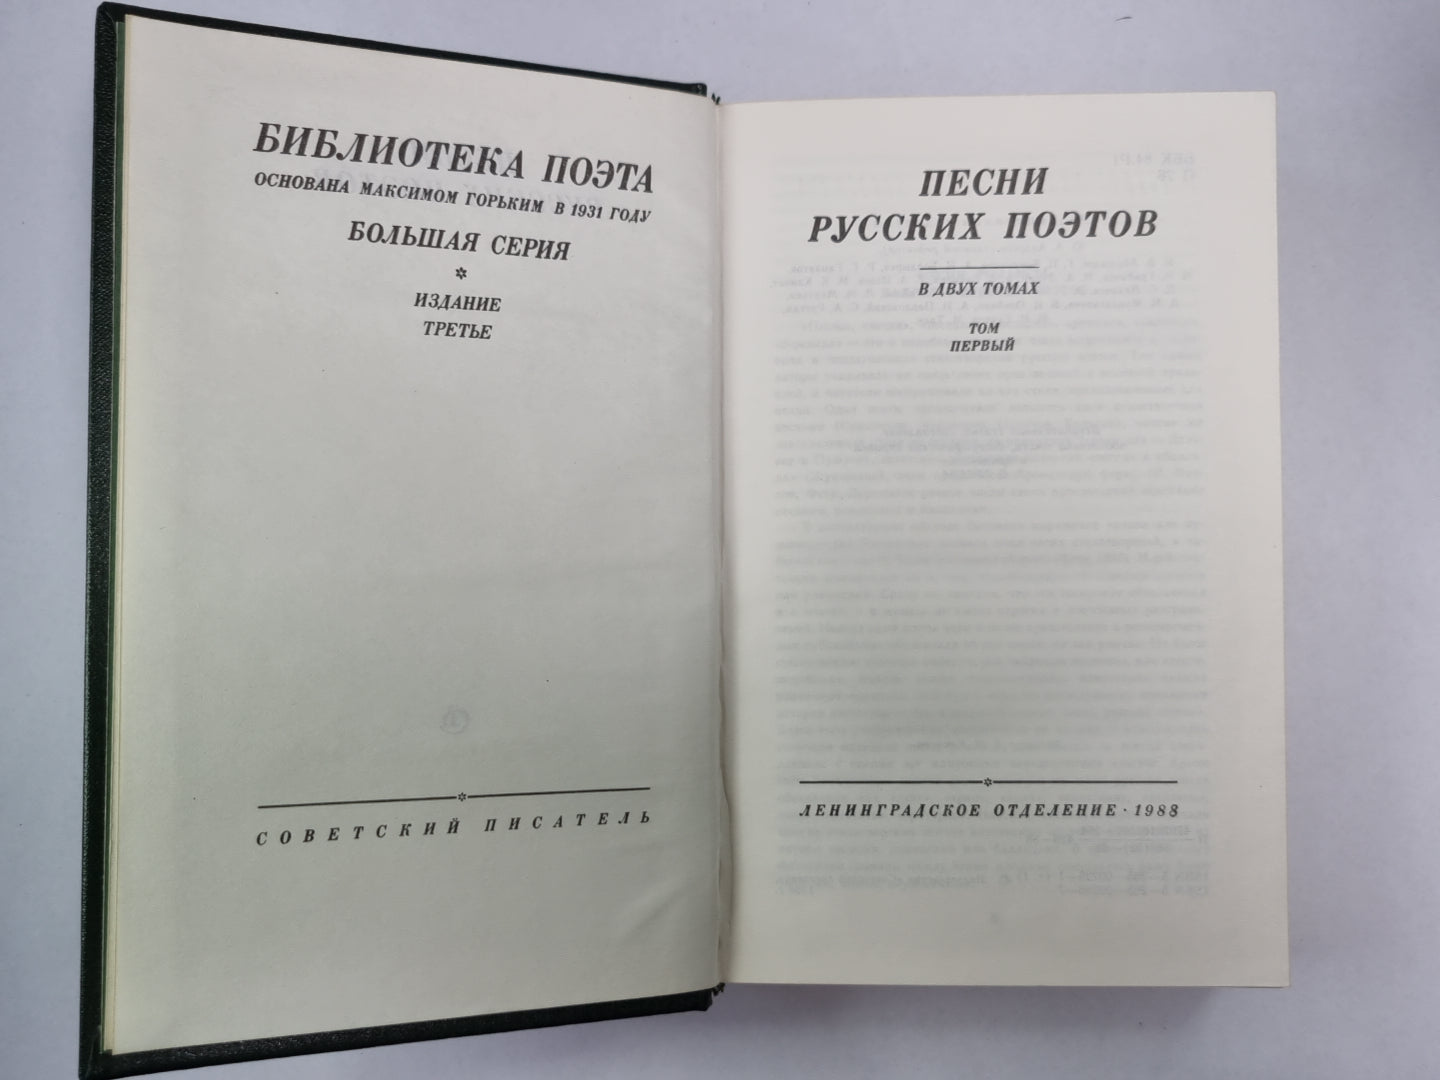 БИБЛИОТЕКА ПОЭТА
ОСНОВАНА МАКСИМОМ ГОРЬКИМ В 1931 ГОДУ
БОЛЬШАЯ СЕРИЯ
ИЗДАНИЕ
ТРЕТЬЕ
СОВЕТСКИЙ ПИСАТЕЛЬ
ПЕСНИ
РУССКИХ ПОЭТОВ
В ДВУХ ТОМАХ
ТОМ
ПЕРВЫЙ
ЛЕНИНГРАДСКОЕ ОТДЕЛЕНИЕ · 1988